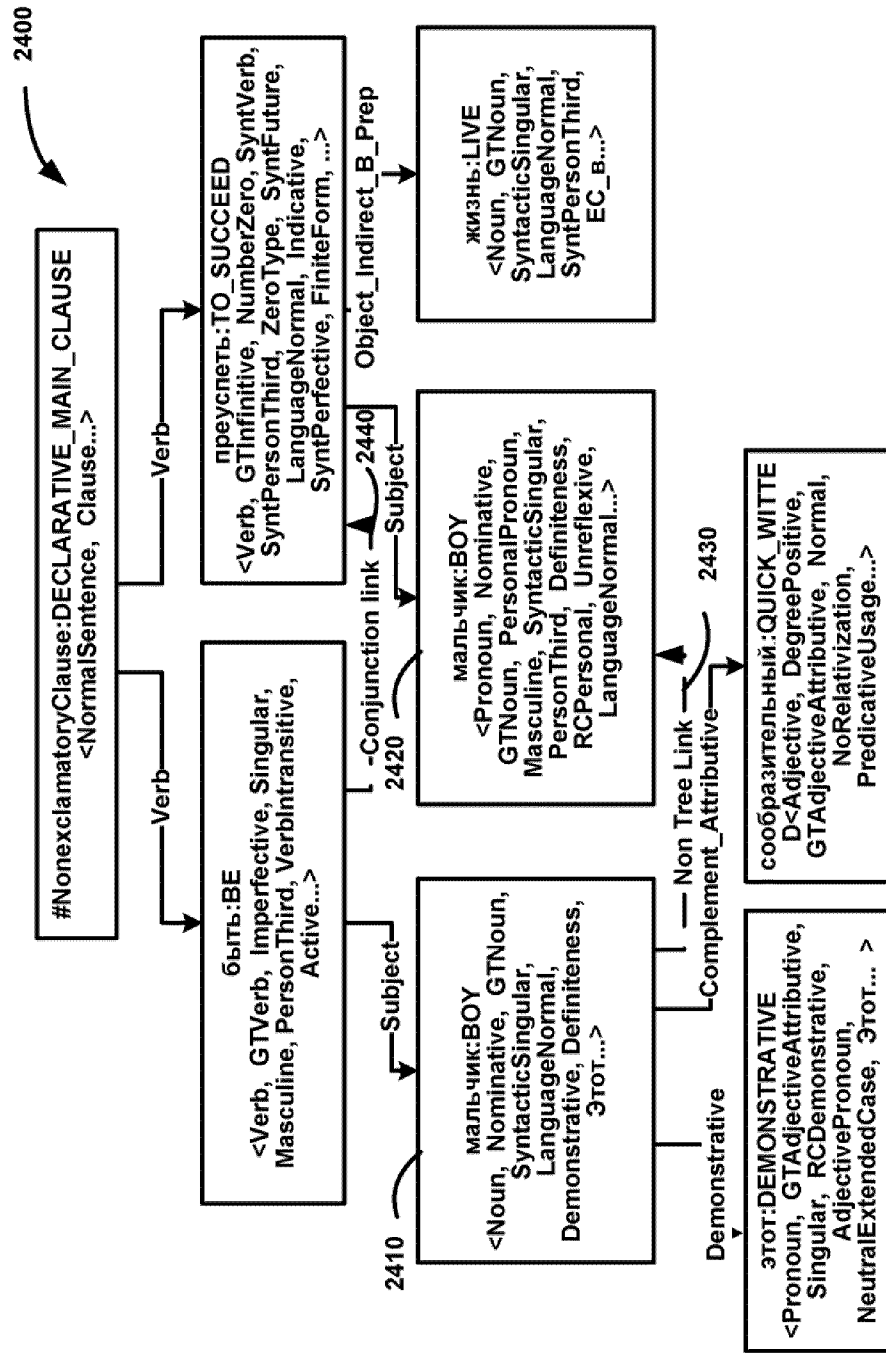 2400
#NonexclamatoryClause:DECLARATIVE_MAIN_CLAUSE
<NormalSentence, Clause...>
Verb
Verb
быть:BE
<Verb, GTVerb, Imperfective, Singular,
Masculine, PersonThird, VerbIntransitive,
Active...>
преуспеть:TO_SUCCEED
<Verb, GTInfinitive, NumberZero, SyntVerb,
SyntPersonThird, ZeroType, SyntFuture,
LanguageNormal, Indicative,
SyntPerfective, FiniteForm, ...>
Subject
Conjunction link
2440
Subject
Object_Indirect_B_Prep
2410
мальчик:BOY
<Noun, Nominative, GTNoun,
SyntacticSingular,
LanguageNormal,
Demonstrative, Definiteness,
Этот...>
2420
мальчик:BOY
<Pronoun, Nominative,
GTNoun, PersonalPronoun,
Masculine, SyntacticSingular,
PersonThird, Definiteness,
RCPersonal, Unreflexive,
LanguageNormal...>
жизнь:LIVE
<Noun, GTNoun,
SyntacticSingular,
LanguageNormal,
SyntPersonThird,
EC_в...>
Demonstrative
Non Tree Link
Complement_Attributive
2430
этот:DEMONSTRATIVE
<Pronoun, GTAdjectiveAttributive,
Singular, RCDemonstrative,
AdjectivePronoun,
NeutralExtendedCase, Этот... >
сообразительный:QUICK_WITTE
D<Adjective, DegreePositive,
GTAdjectiveAttributive, Normal,
NoRelativization,
PredicativeUsage...>